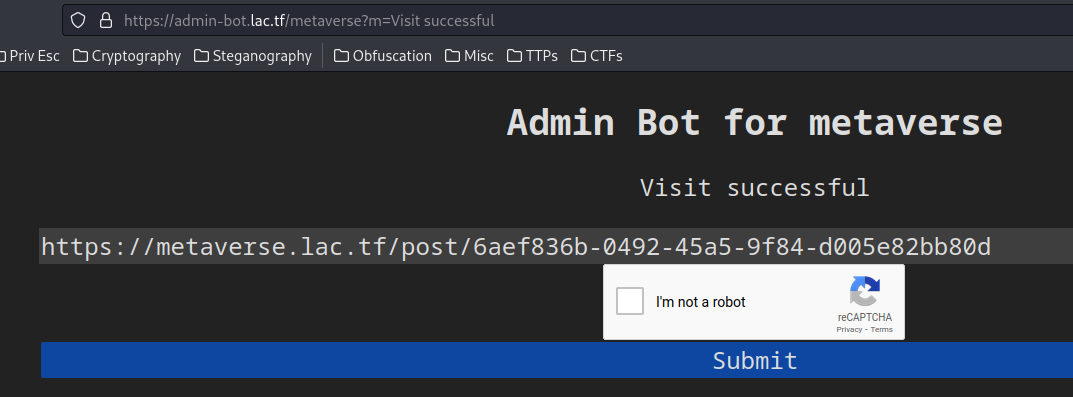 https://admin-bot.lac.tf/metaverse?m=Visit successful
Priv Esc Cryptography Steganography Obfuscation Misc TTPs CTFs
Admin Bot for metaverse
Visit successful
https://metaverse.lac.tf/post/6aef836b-0492-45a5-9f84-d005e82bb80d
I'm not a robot
reCAPTCHA
Privacy - Terms
Submit